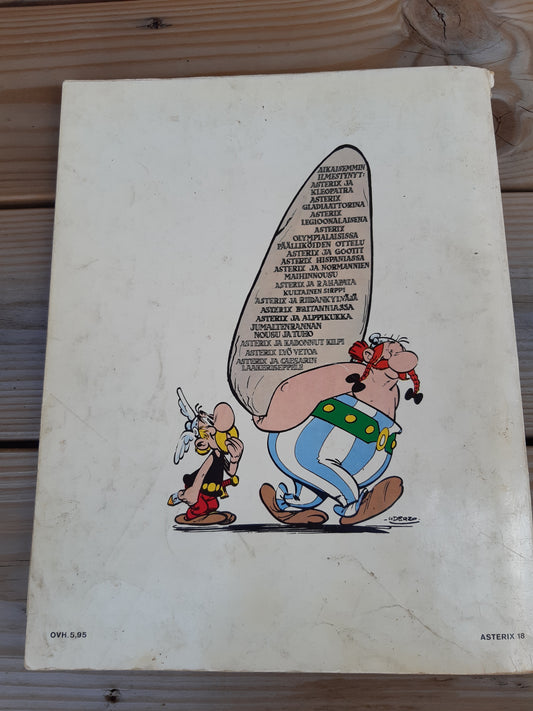 AIKAISEMMIN
ILMESTYNYT:
ASTERIX JA
KLEOPATRA
ASTERIX
GLADIAATTORINA
ASTERIX
LEGIOONALAISENA
ASTERIX
OLYMPIALAISISSA
PÄÄLLIKÖIDEN OTTELU
ASTERIX JA GOOTIT
ASTERIX HISPANIASSA
ASTERIX JA NORMANNIEN
MAIHINNOUSU
ASTERIX JA RAHAPATA
KULTAINEN SIRPPI
ASTERIX JA RIIDANKYLVÄJÄ
ASTERIX BRITANNIASSA
ASTERIX JA ALPPIKUKKA
JUMALTENRANNAN
NOUSU JA TUHO
ASTERIX JA KADONNUT KILPI
ASTERIX LYÖ VETOA
ASTERIX JA CAESARIN
LAAKERISEPPELE
-UDERZO-
OVH. 5,95
ASTERIX 18